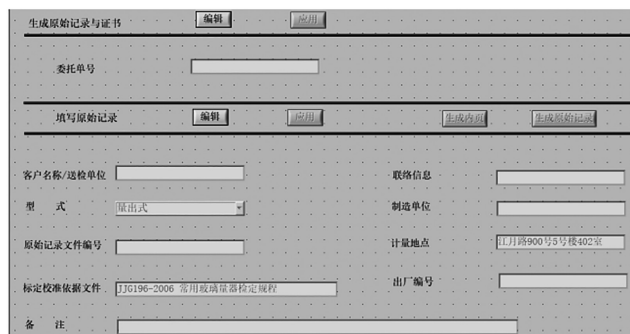 生成原始记录与证书 编辑 应用
委托单号
填写原始记录 编辑 应用 生成内页 生成原始记录
客户名称/送检单位 联络信息
型 式 量出式 制造单位
原始记录文件编号 计量地点 江月路900号5号楼402室
标定校准依据文件 JJG196-2006 常用玻璃量器检定规程 出厂编号
备 注